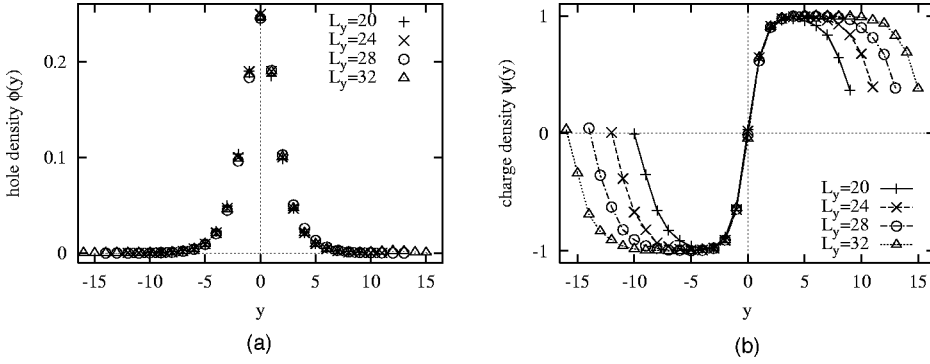 hole density ϕ(y)
0.2
0.1
0
-15 -10 -5 0 5 10 15
y
L_y=20
L_y=24
L_y=28
L_y=32
(a)
charge density ψ(y)
1
0
-1
-15 -10 -5 0 5 10 15
y
L_y=20
L_y=24
L_y=28
L_y=32
(b)